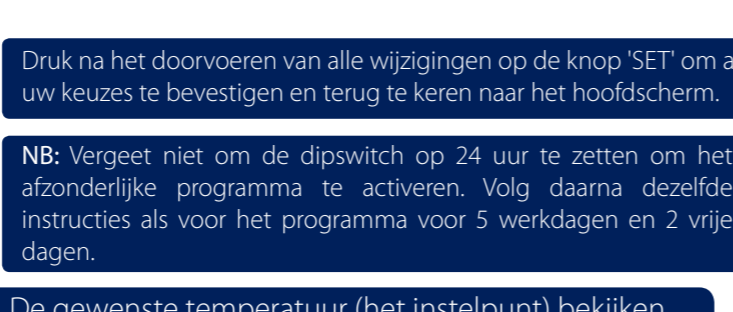 Druk na het doorvoeren van alle wijzigingen op de knop 'SET' om
uw keuzes te bevestigen en terug te keren naar het hoofdscherm.
NB: Vergeet niet om de dipswitch op 24 uur te zetten om het
afzonderlijke programma te activeren. Volg daarna dezelfde
instructies als voor het programma voor 5 werkdagen en 2 vrije
dagen.
De gewenste temperatuur (het instelpunt) bekijken